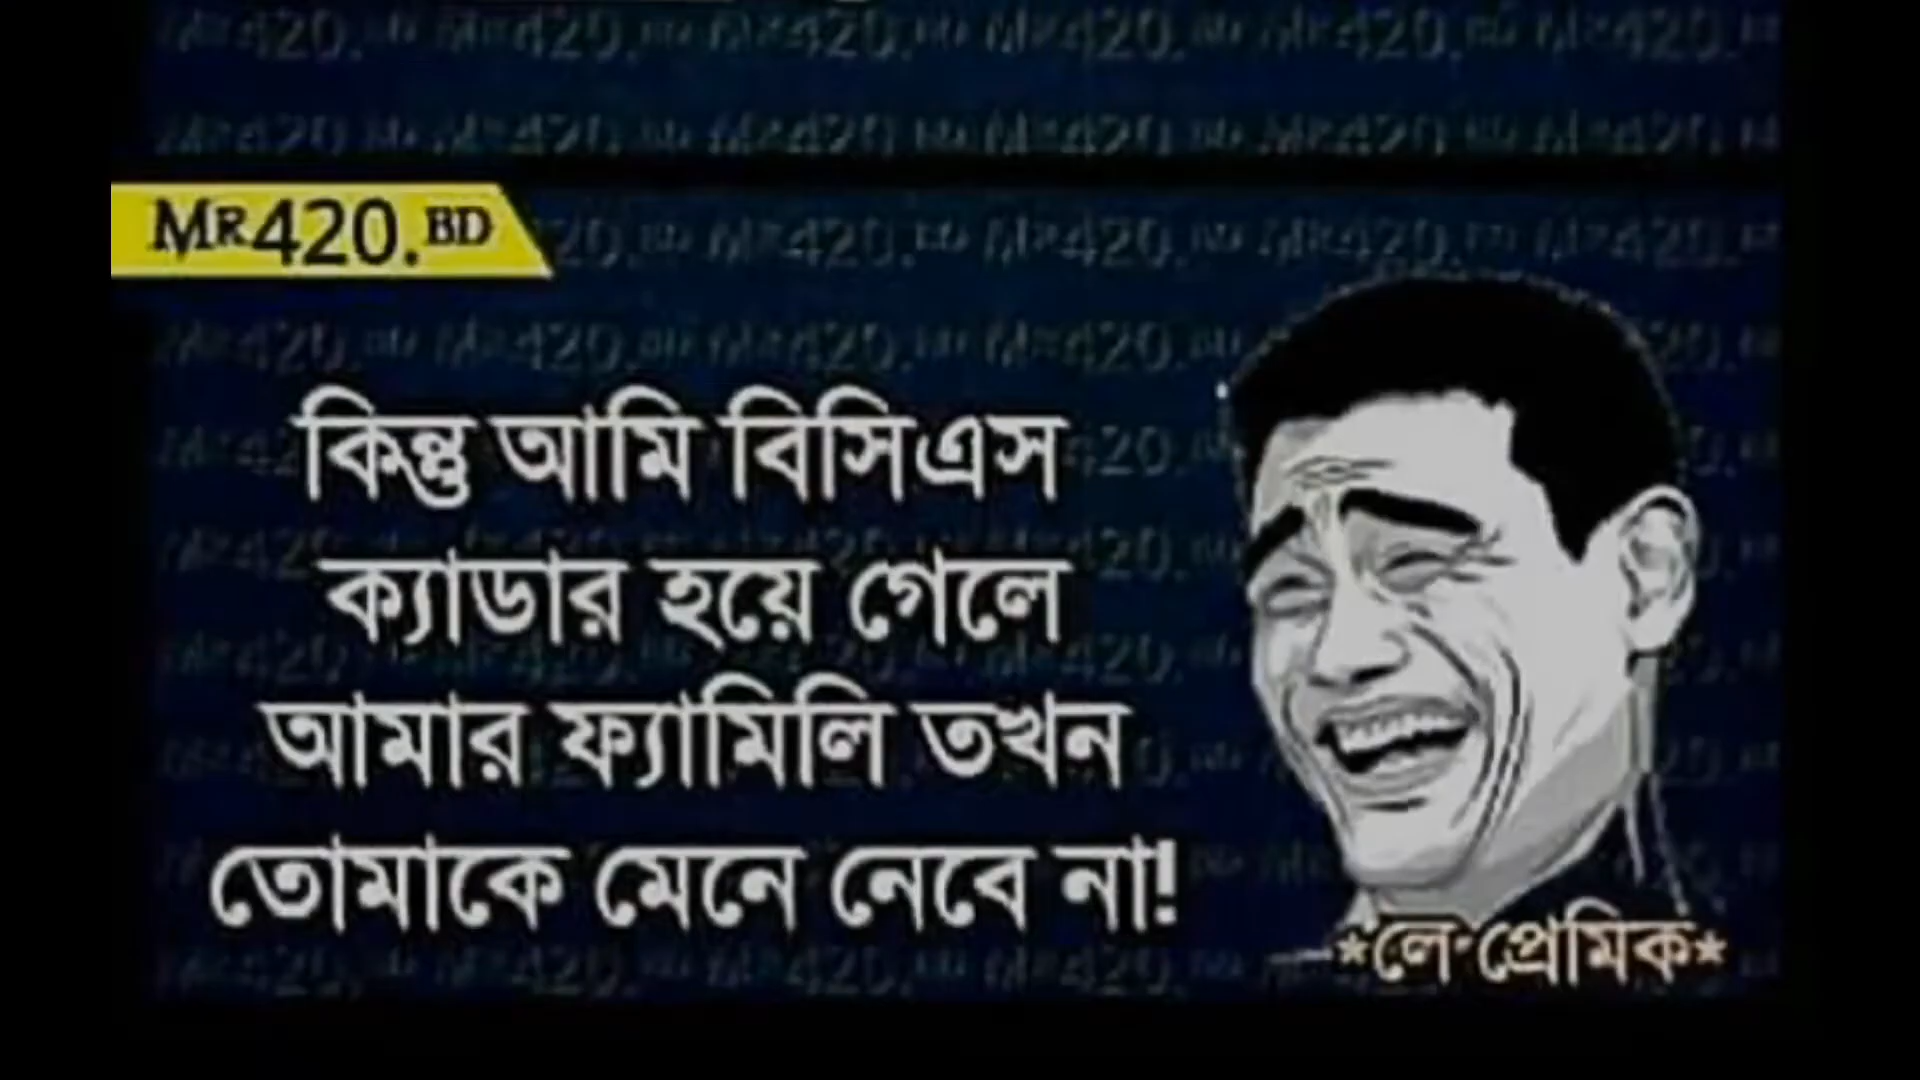 Mr420.BD
কিন্তু আমি বিসিএস
ক্যাডার হয়ে গেলে
আমার ফ্যামিলি তখন
তোমাকে মেনে নেবে না!
*লে প্রেমিক*